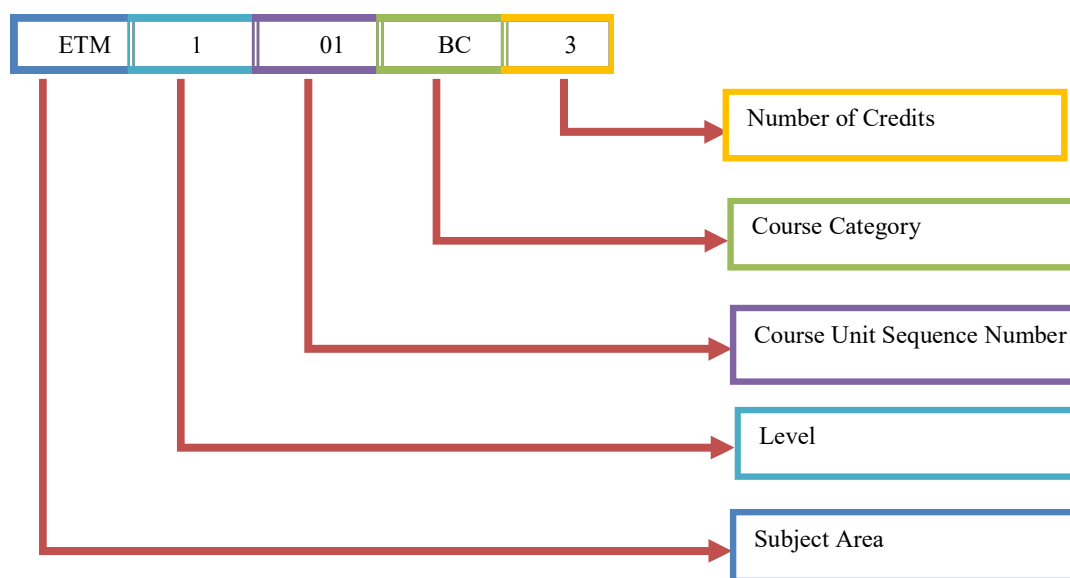 ETM 1 01 BC 3
Number of Credits
Course Category
Course Unit Sequence Number
Level
Subject Area